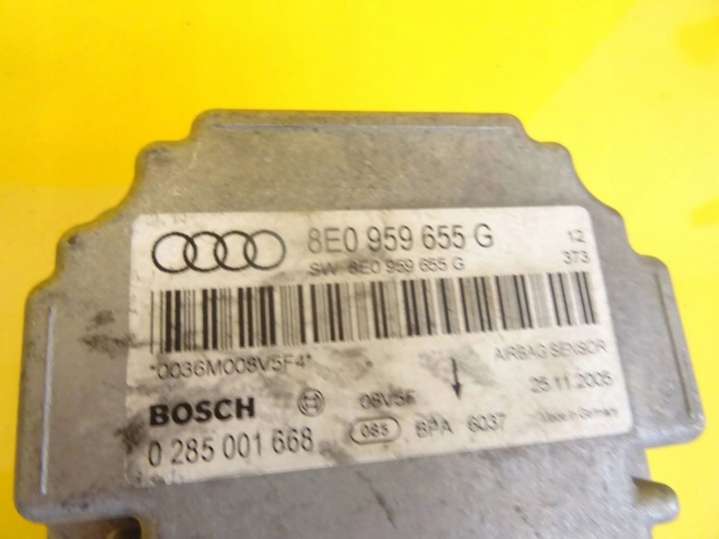 8E0 959 655 G
SW 8E0 959 655 G
12
373
*0036M008V5F4*
AIRBAG SENSOR
BOSCH
08V5F
25.11.2005
0 285 001 668
085
BPA 6037
Made in Germany